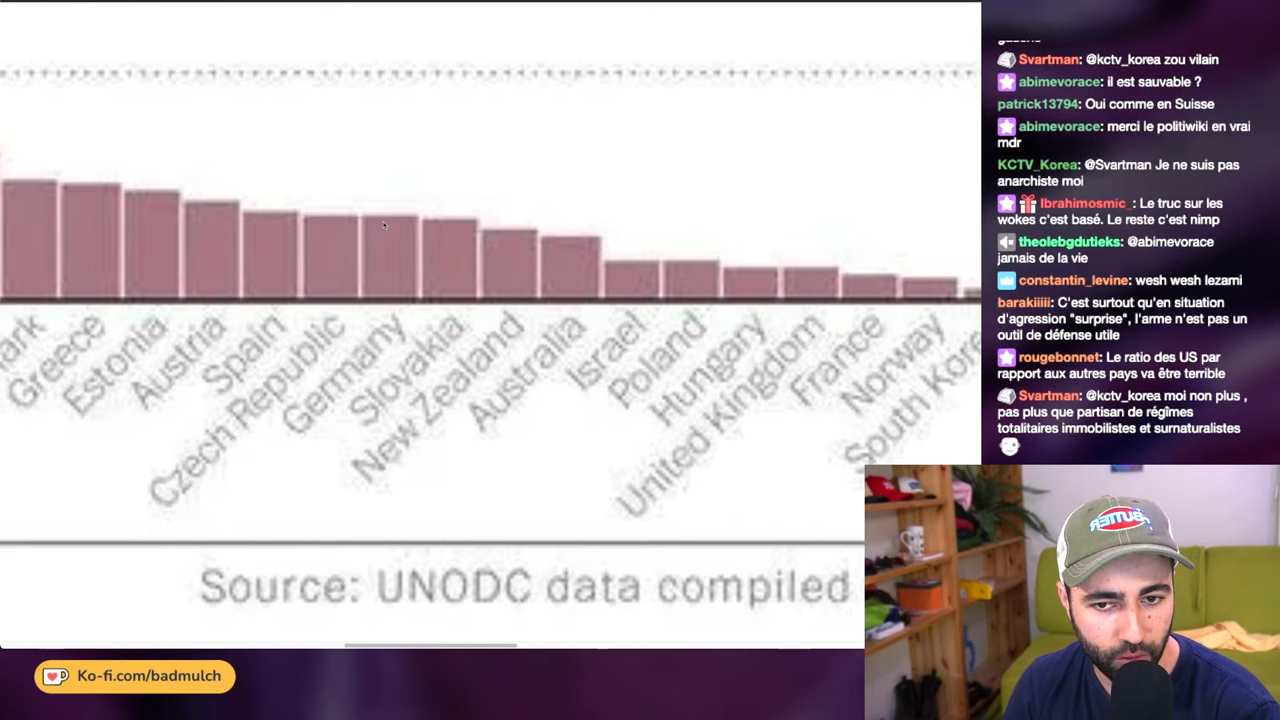 Greece
Estonia
Austria
Spain
Czech Republic
Germany
Slovakia
New Zealand
Australia
Israel
Poland
Hungary
United Kingdom
France
Norway
South Kore
Source: UNODC data compiled
Svartman: @kctv_korea zou vilain
abimevorace: il est sauvable ?
patrick13794: Oui comme en Suisse
abimevorace: merci le politiwiki en vrai
mdr
KCTV_Korea: @Svartman Je ne suis pas
anarchiste moi
Ibrahimosmic_: Le truc sur les
wokes c'est basé. Le reste c'est nimp
theolebgdutieks: @abimevorace
jamais de la vie
constantin_levine: wesh wesh lezami
barakiiiii: C'est surtout qu'en situation
d'agression "surprise", l'arme n'est pas un
outil de défense utile
rougebonnet: Le ratio des US par
rapport aux autres pays va être terrible
Svartman: @kctv_korea moi non plus ,
pas plus que partisan de régîmes
totalitaires immobilistes et surnaturalistes
Ko-fi.com/badmulch